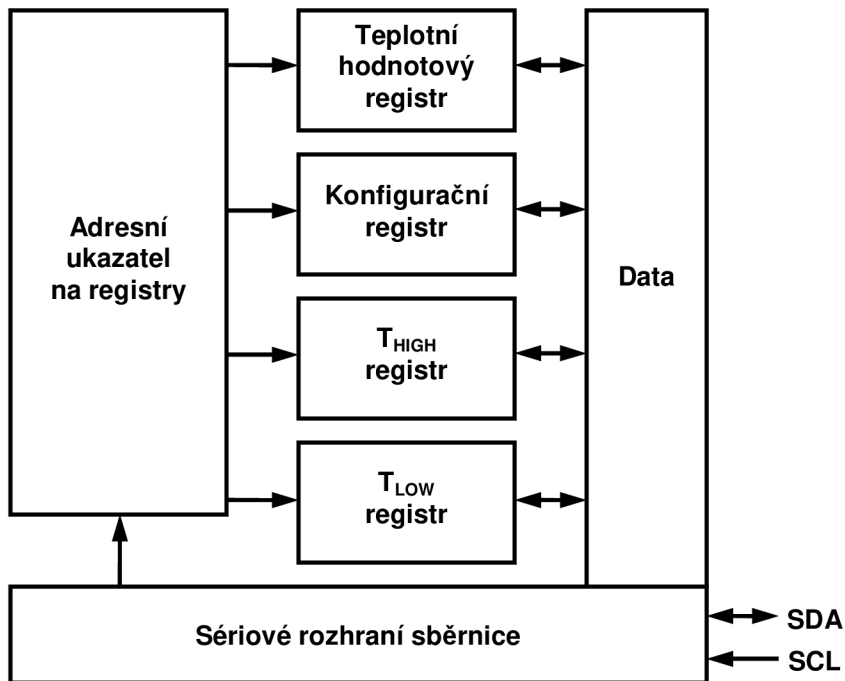 Teplotní
hodnotový
registr
Konfigurační
registr
Adresní
ukazatel
na registry
Data
THIGH
registr
TLOW
registr
Sériové rozhraní sběrnice
SDA
SCL